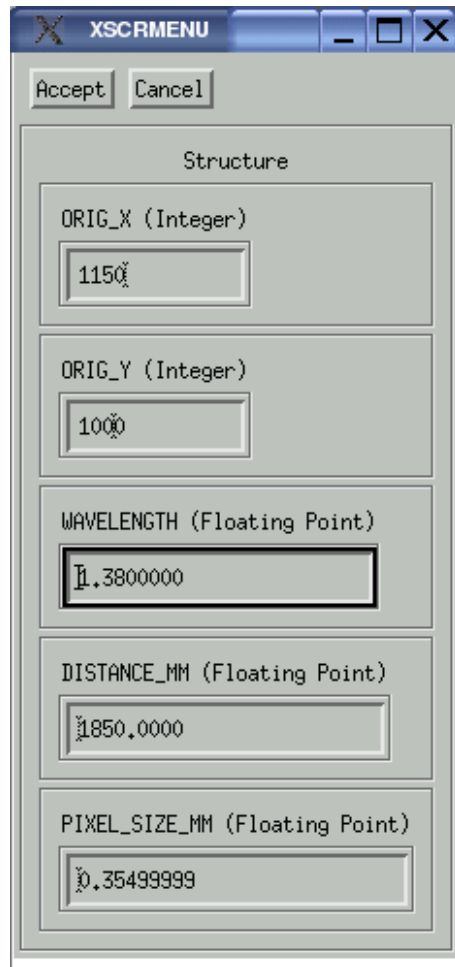 XSCRMENU
Accept Cancel
Structure
ORIG_X (Integer)
1150
ORIG_Y (Integer)
1000
WAVELENGTH (Floating Point)
1.3800000
DISTANCE_MM (Floating Point)
1850.0000
PIXEL_SIZE_MM (Floating Point)
0.35499999